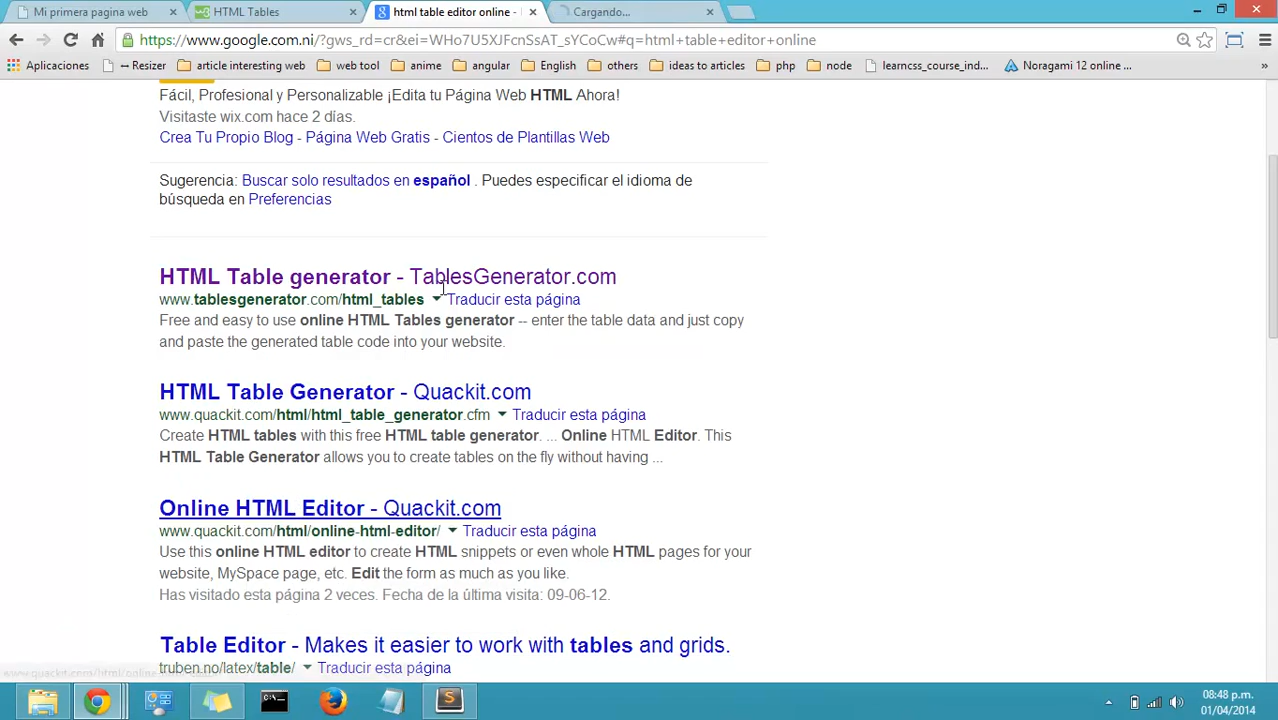 Mi primera pagina web
HTML Tables
html table editor online -
Cargando...
https://www.google.com.ni/?gws_rd=cr&ei=WHo7U5XJFcnSsAT_sYCoCw#q=html+table+editor+online
Aplicaciones
↔ Resizer
article interesting web
web tool
anime
angular
English
others
ideas to articles
php
node
learncss_course_ind...
Noragami 12 online ...
»
Fácil, Profesional y Personalizable ¡Edita tu Página Web HTML Ahora!
Visitaste wix.com hace 2 días.
Crea Tu Propio Blog - Página Web Gratis - Cientos de Plantillas Web
Sugerencia: Buscar solo resultados en español . Puedes especificar el idioma de
búsqueda en Preferencias
HTML Table generator - TablesGenerator.com
www.tablesgenerator.com/html_tables Traducir esta página
Free and easy to use online HTML Tables generator -- enter the table data and just copy
and paste the generated table code into your website.
HTML Table Generator - Quackit.com
www.quackit.com/html/html_table_generator.cfm Traducir esta página
Create HTML tables with this free HTML table generator. ... Online HTML Editor. This
HTML Table Generator allows you to create tables on the fly without having ...
Online HTML Editor - Quackit.com
www.quackit.com/html/online-html-editor/ Traducir esta página
Use this online HTML editor to create HTML snippets or even whole HTML pages for your
website, MySpace page, etc. Edit the form as much as you like.
Has visitado esta página 2 veces. Fecha de la última visita: 09-06-12.
Table Editor - Makes it easier to work with tables and grids.
truben.no/latex/table/ Traducir esta página
08:48 p.m.
01/04/2014